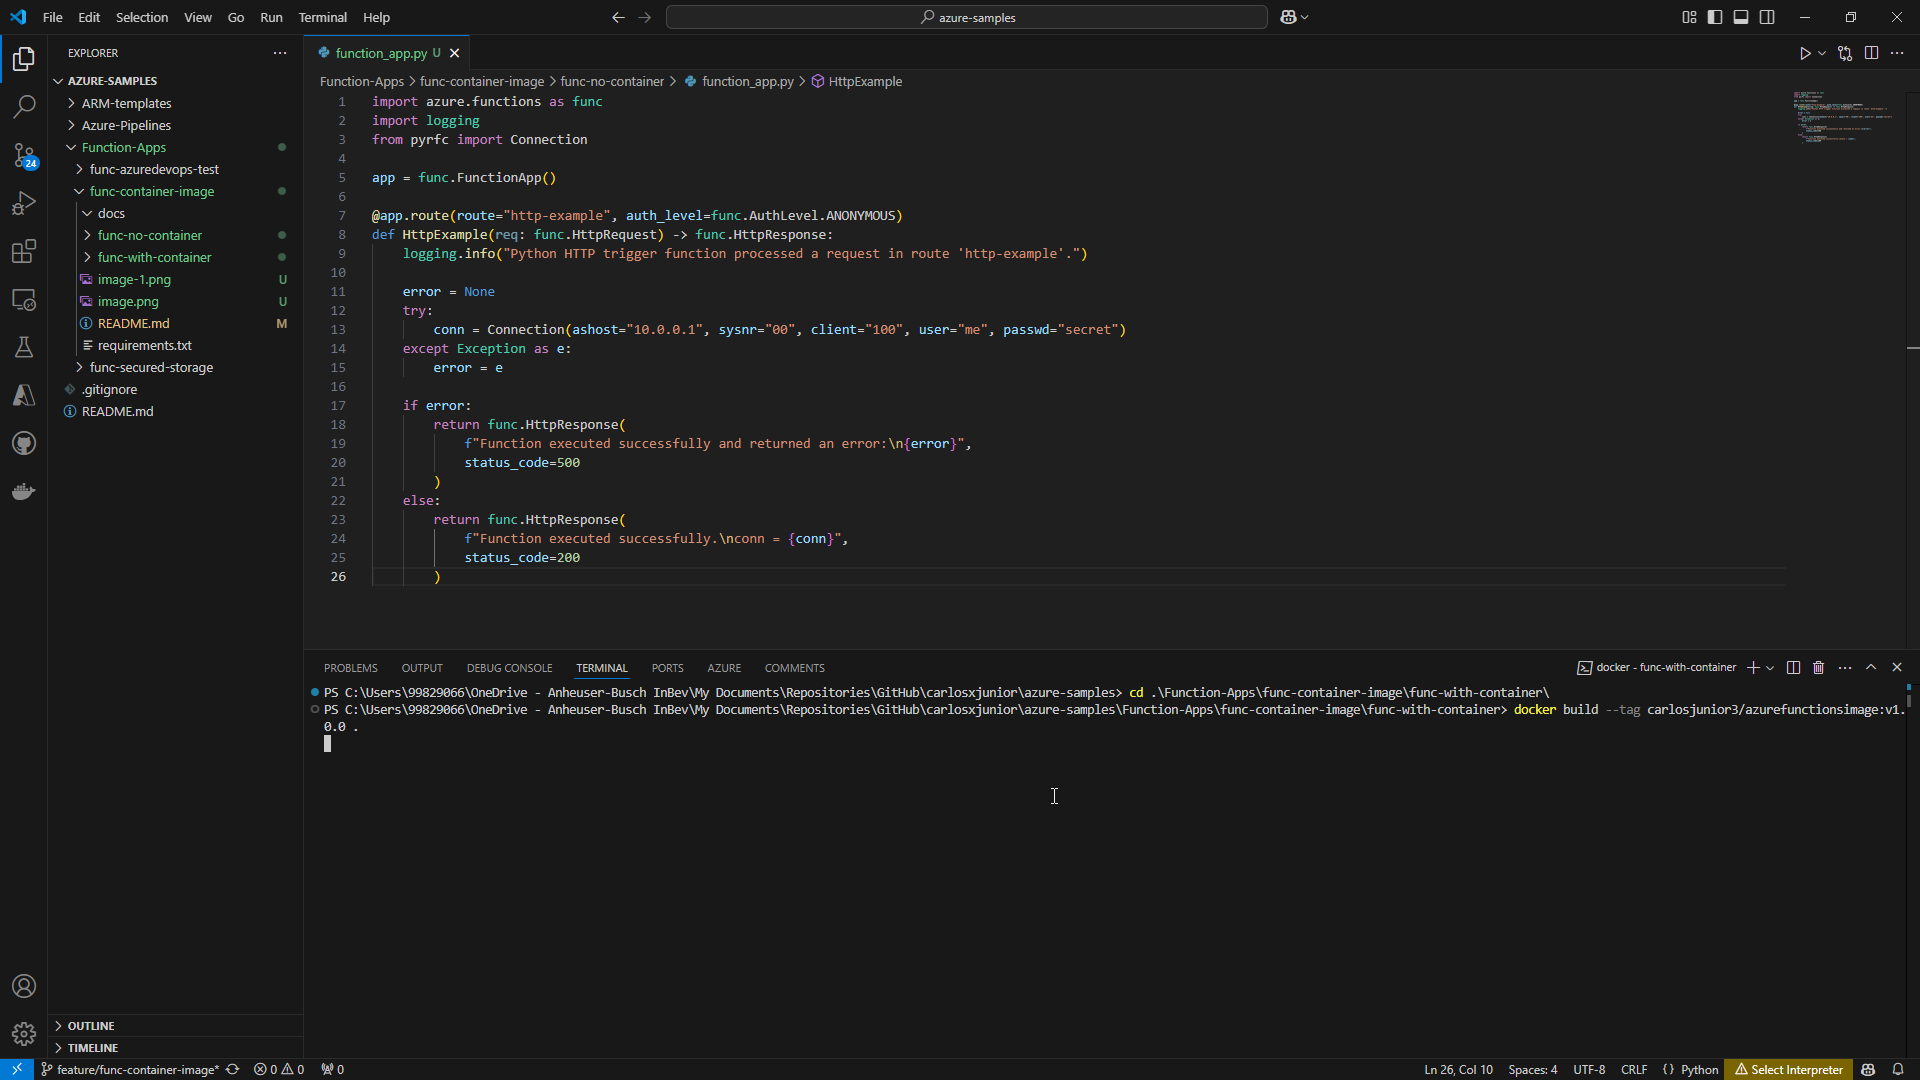 File Edit Selection View Go Run Terminal Help
azure-samples
EXPLORER
AZURE-SAMPLES
ARM-templates
Azure-Pipelines
Function-Apps
func-azuredevops-test
func-container-image
docs
func-no-container
func-with-container
image-1.png U
image.png U
README.md M
requirements.txt
func-secured-storage
.gitignore
README.md
24
OUTLINE
TIMELINE
function_app.py U
Function-Apps > func-container-image > func-no-container > function_app.py > HttpExample
1 import azure.functions as func
2 import logging
3 from pyrfc import Connection
4
5 app = func.FunctionApp()
6
7 @app.route(route="http-example", auth_level=func.AuthLevel.ANONYMOUS)
8 def HttpExample(req: func.HttpRequest) -> func.HttpResponse:
9 logging.info("Python HTTP trigger function processed a request in route 'http-example'.")
10
11 error = None
12 try:
13 conn = Connection(ashost="10.0.0.1", sysnr="00", client="100", user="me", passwd="secret")
14 except Exception as e:
15 error = e
16
17 if error:
18 return func.HttpResponse(
19 f"Function executed successfully and returned an error:\n{error}",
20 status_code=500
21 )
22 else:
23 return func.HttpResponse(
24 f"Function executed successfully.\nconn = {conn}",
25 status_code=200
26 )
PROBLEMS OUTPUT DEBUG CONSOLE TERMINAL PORTS AZURE COMMENTS
docker - func-with-container
PS C:\Users\99829066\OneDrive - Anheuser-Busch InBev\My Documents\Repositories\GitHub\carlosxjunior\azure-samples> cd .\Function-Apps\func-container-image\func-with-container\
PS C:\Users\99829066\OneDrive - Anheuser-Busch InBev\My Documents\Repositories\GitHub\carlosxjunior\azure-samples\Function-Apps\func-container-image\func-with-container> docker build --tag carlosjunior3/azurefunctionsimage:v1.
0.0 .
feature/func-container-image* 0 0 0
Ln 26, Col 10 Spaces: 4 UTF-8 CRLF {} Python Select Interpreter